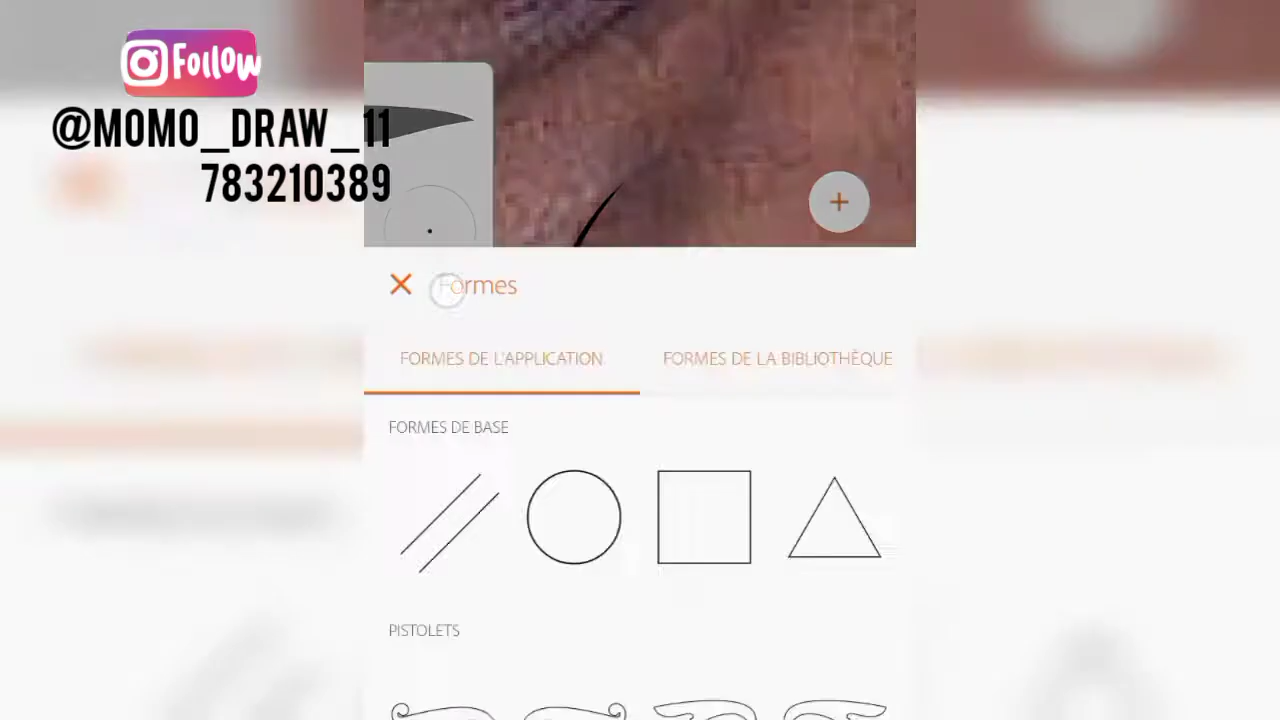 Follow
@MOMO_DRAW_11
783210389
Formes
FORMES DE L'APPLICATION
FORMES DE LA BIBLIOTHÈQUE
FORMES DE BASE
PISTOLETS